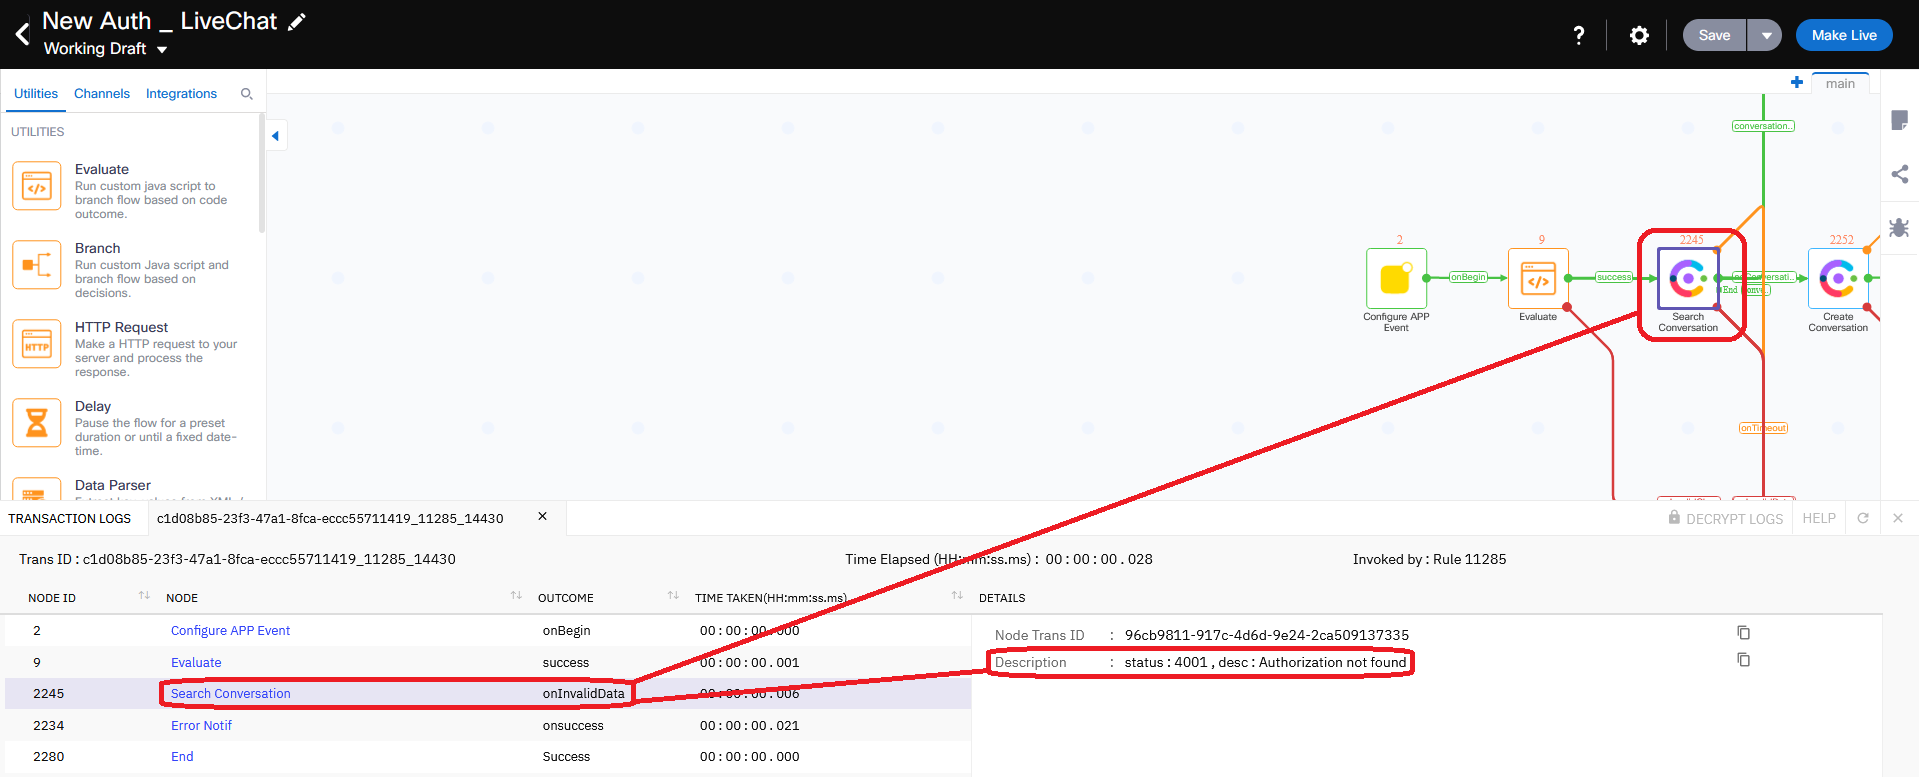 New Auth _ LiveChat
Working Draft
?
Save
Make Live
Utilities Channels Integrations
main
UTILITIES
Evaluate
Run custom java script to
branch flow based on code
outcome.
Branch
Run custom Java script and
branch flow based on
decisions.
HTTP
HTTP Request
Make a HTTP request to your
server and process the
response.
Delay
Pause the flow for a preset
duration or until a fixed date-
time.
Data Parser
conversation..
2
onBegin
Configure APP
Event
9
success
Evaluate
2245
End
Search
Conversation
2252
Create
Conversation
onTimeout
TRANSACTION LOGS c1d08b85-23f3-47a1-8fca-eccc55711419_11285_14430
DECRYPT LOGS HELP
Trans ID : c1d08b85-23f3-47a1-8fca-eccc55711419_11285_14430 Time Elapsed (HH:mm:ss.ms) : 00:00:00.028 Invoked by : Rule 11285
NODE ID NODE OUTCOME TIME TAKEN(HH:mm:ss.ms) DETAILS
2 Configure APP Event onBegin 00:00:00.000
9 Evaluate success 00:00:00.001
2245 Search Conversation onInvalidData 00:00:00.006
2234 Error Notif onsuccess 00:00:00.021
2280 End Success 00:00:00.000
Node Trans ID : 96cb9811-917c-4d6d-9e24-2ca509137335
Description : status : 4001 , desc : Authorization not found